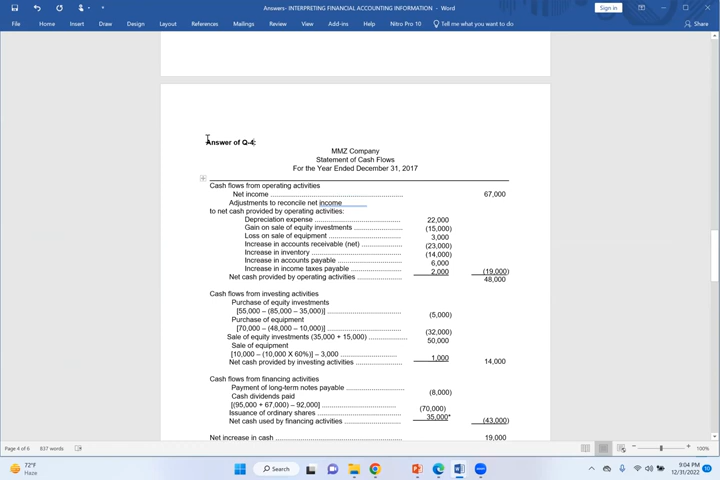 Answers- INTERPRETING FINANCIAL ACCOUNTING INFORMATION - Word
Sign in
File Home Insert Draw Design Layout References Mailings Review View Add-ins Help Nitro Pro 10 Tell me what you want to do Share
Answer of Q-4:
MMZ Company
Statement of Cash Flows
For the Year Ended December 31, 2017
Cash flows from operating activities
Net income .......... 67,000
Adjustments to reconcile net income
to net cash provided by operating activities:
Depreciation expense .......... 22,000
Gain on sale of equity investments .......... (15,000)
Loss on sale of equipment .......... 3,000
Increase in accounts receivable (net) .......... (23,000)
Increase in inventory .......... (14,000)
Increase in accounts payable .......... 6,000
Increase in income taxes payable .......... 2,000 (19,000)
Net cash provided by operating activities .......... 48,000
Cash flows from investing activities
Purchase of equity investments
[55,000 – (85,000 – 35,000)] .......... (5,000)
Purchase of equipment
[70,000 – (48,000 – 10,000)] .......... (32,000)
Sale of equity investments (35,000 + 15,000) .......... 50,000
Sale of equipment
[10,000 – (10,000 X 60%)] – 3,000 .......... 1,000
Net cash provided by investing activities .......... 14,000
Cash flows from financing activities
Payment of long-term notes payable .......... (8,000)
Cash dividends paid
[(95,000 + 67,000) – 92,000] .......... (70,000)
Issuance of ordinary shares .......... 35,000*
Net cash used by financing activities .......... (43,000)
Net increase in cash .......... 19,000
Page 4 of 6 837 words 100%
72°F
Haze
Search
9:04 PM
12/31/2022